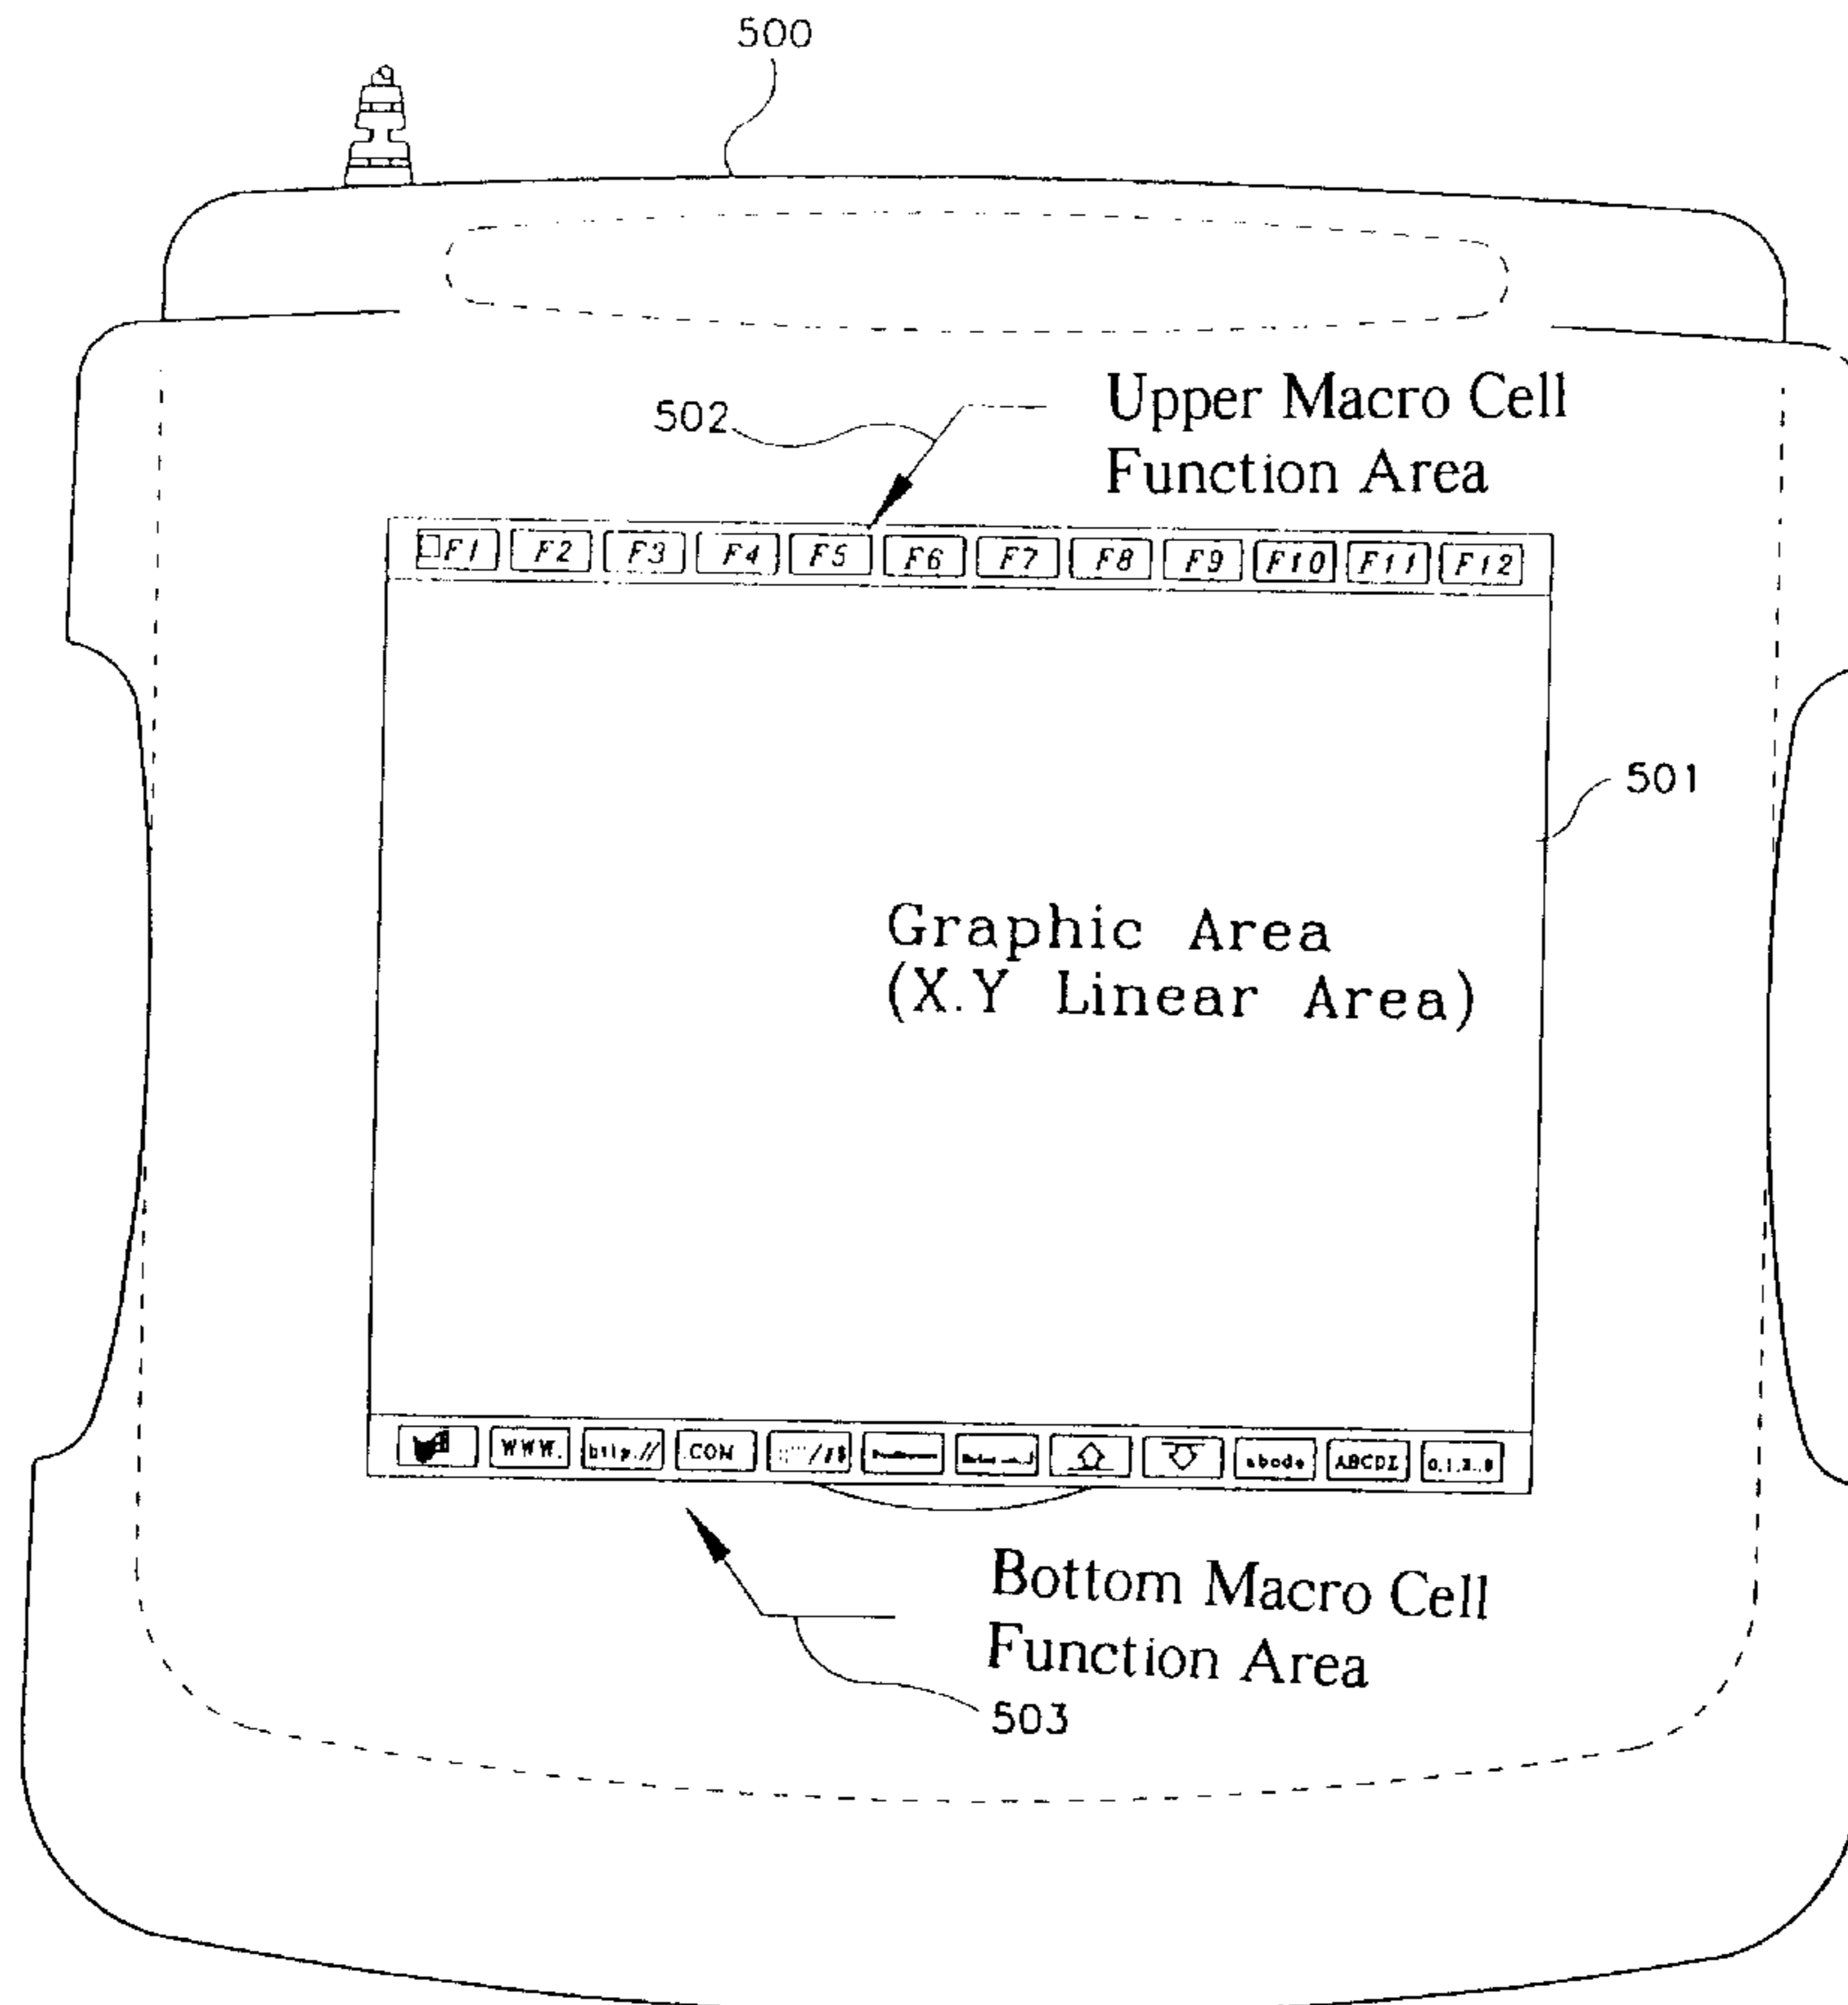 500
502
Upper Macro Cell
Function Area
F1 F2 F3 F4 F5 F6 F7 F8 F9 F10 F11 F12
501
Graphic Area
(X.Y Linear Area)
WWW. http:// .COM abcde
Bottom Macro Cell
Function Area
503